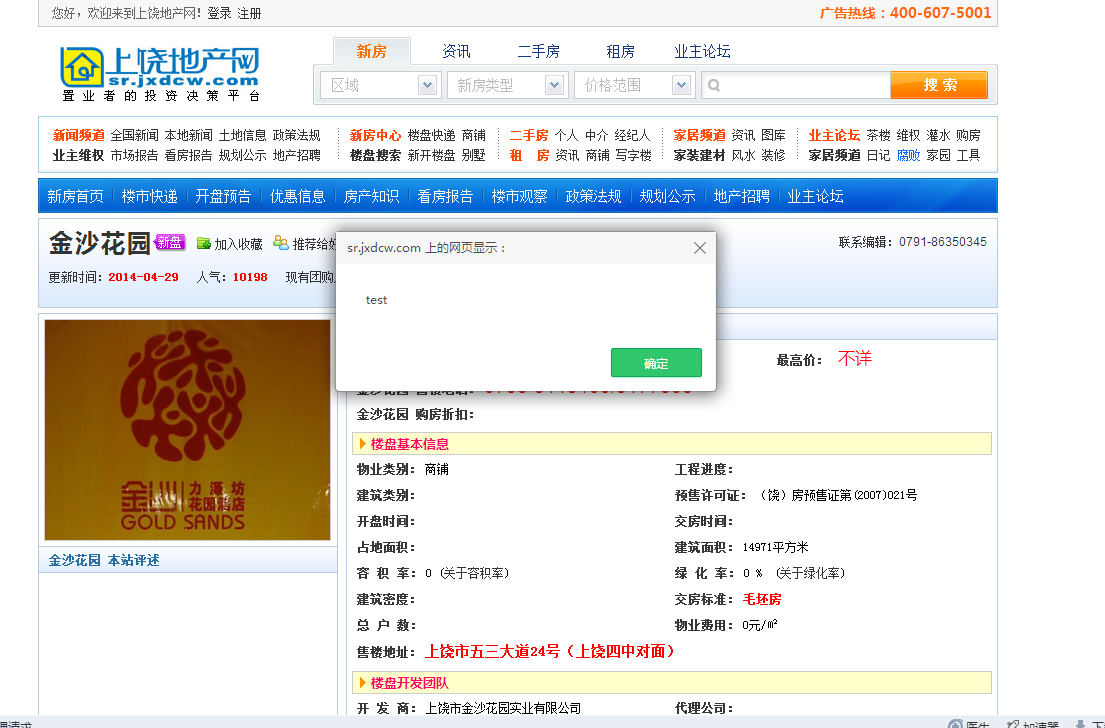 您好，欢迎来到上饶地产网! 登录 注册
广告热线：400-607-5001
上饶地产网
sr.jxdcw.com
置业者的投资决策平台
新房 资讯 二手房 租房 业主论坛
区域 新房类型 价格范围 搜索
新闻频道 全国新闻 本地新闻 土地信息 政策法规 新房中心 楼盘快递 商铺 二手房 个人 中介 经纪人 家居频道 资讯 图库 业主论坛 茶楼 维权 灌水 购房
业主维权 市场报告 看房报告 规划公示 地产招聘 楼盘搜索 新开楼盘 别墅 租 房 资讯 商铺 写字楼 家装建材 风水 装修 家居频道 日记 腐败 家园 工具
新房首页 楼市快递 开盘预告 优惠信息 房产知识 看房报告 楼市观察 政策法规 规划公示 地产招聘 业主论坛
金沙花园 新盘 加入收藏 推荐给好
联系编辑：0791-86350345
更新时间：2014-04-29 人气：10198 现有团购
sr.jxdcw.com 上的网页显示：
test
确定
最高价： 不详
金沙花园 购房折扣：
楼盘基本信息
物业类别： 商铺 工程进度：
建筑类别： 预售许可证： （饶）房预售证第(2007)021号
开盘时间： 交房时间：
占地面积： 建筑面积： 14971平方米
容 积 率： 0 (关于容积率) 绿 化 率： 0 % (关于绿化率)
建筑密度： 交房标准： 毛坯房
总 户 数： 物业费用： 0元/㎡
售楼地址： 上饶市五三大道24号（上饶四中对面）
楼盘开发团队
开 发 商： 上饶市金沙花园实业有限公司 代理公司：
金沙 力源坊
花园酒店
GOLD SANDS
金沙花园 本站评述
医生 加速器 下